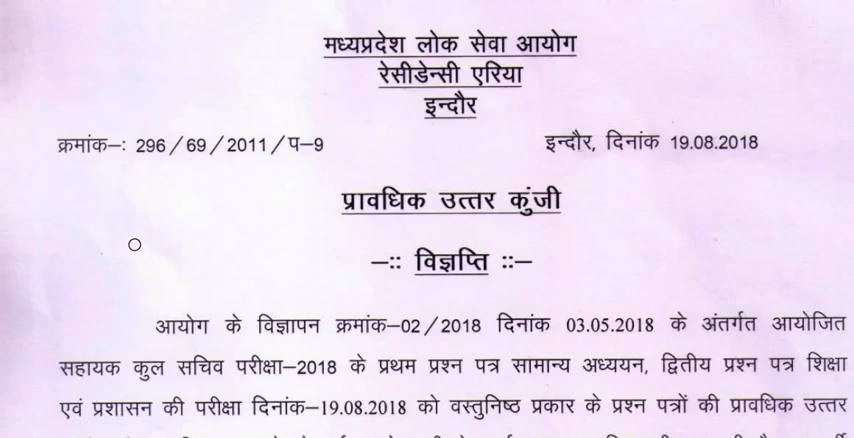 मध्यप्रदेश लोक सेवा आयोग
रेसीडेन्सी एरिया
इन्दौर
क्रमांक–: 296/69/2011/प–9 इन्दौर, दिनांक 19.08.2018
प्रावधिक उत्तर कुंजी
–:: विज्ञप्ति ::–
आयोग के विज्ञापन क्रमांक–02/2018 दिनांक 03.05.2018 के अंतर्गत आयोजित
सहायक कुल सचिव परीक्षा–2018 के प्रथम प्रश्न पत्र सामान्य अध्ययन, द्वितीय प्रश्न पत्र शिक्षा
एवं प्रशासन की परीक्षा दिनांक–19.08.2018 को वस्तुनिष्ठ प्रकार के प्रश्न पत्रों की प्रावधिक उत्तर